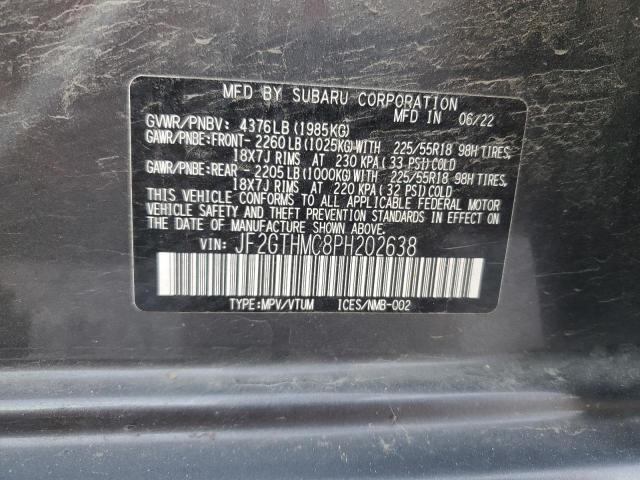 MFD BY SUBARU CORPORATION
MFD IN 06/22
GVWR/PNBV: 4376LB (1985KG)
GAWR/PNBE:FRONT- 2260LB (1025KG)WITH 225/55R18 98H TIRES,
18X7J RIMS AT 230 KPA (33 PSI)COLD
GAWR/PNBE:REAR - 2205LB (1000KG)WITH 225/55R18 98H TIRES,
18X7J RIMS AT 220 KPA (32 PSI)COLD
THIS VEHICLE CONFORMS TO ALL APPLICABLE FEDERAL MOTOR
VEHICLE SAFETY AND THEFT PREVENTION STANDARDS IN EFFECT ON
THE DATE OF MANUFACTURE SHOWN ABOVE.
VIN: JF2GTHMC8PH202638
TYPE:MPV/VTUM ICES/NMB-002